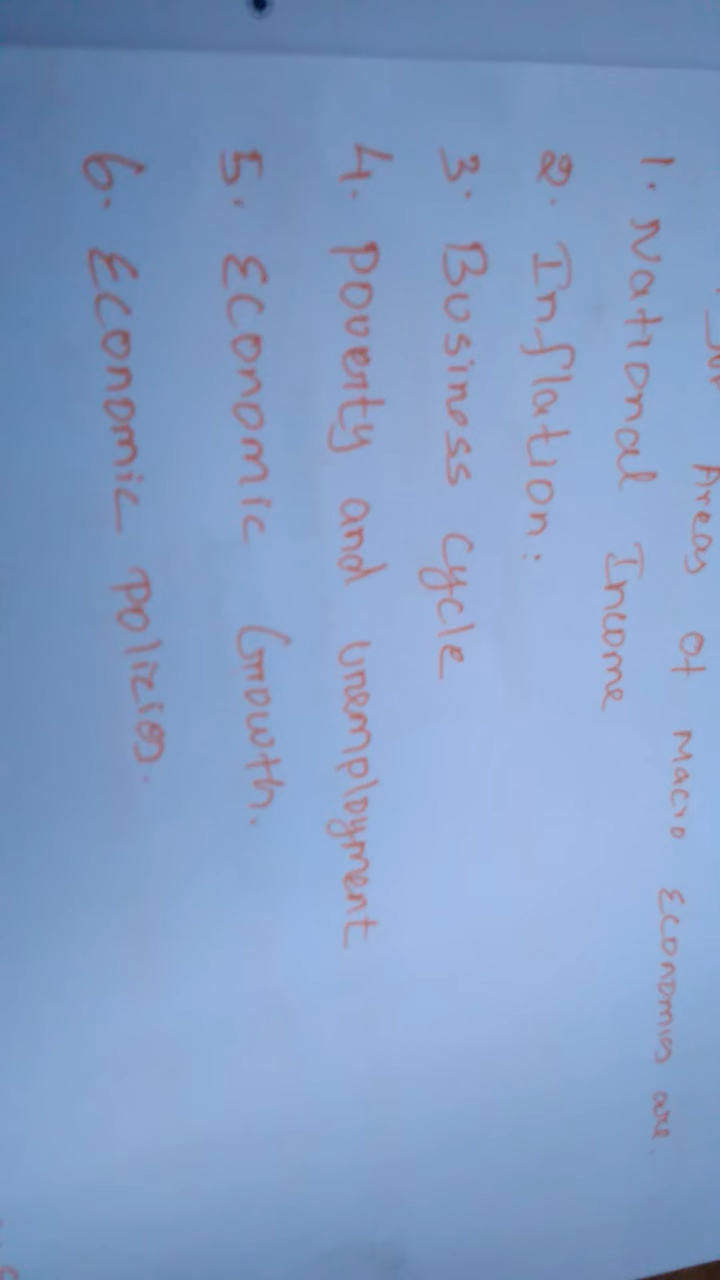 Areas of Macro Economics are.
1. National Income
2. Inflation:
3. Business cycle
4. Poverty and Unemployment
5. Economic Growth.
6. Economic Policies.